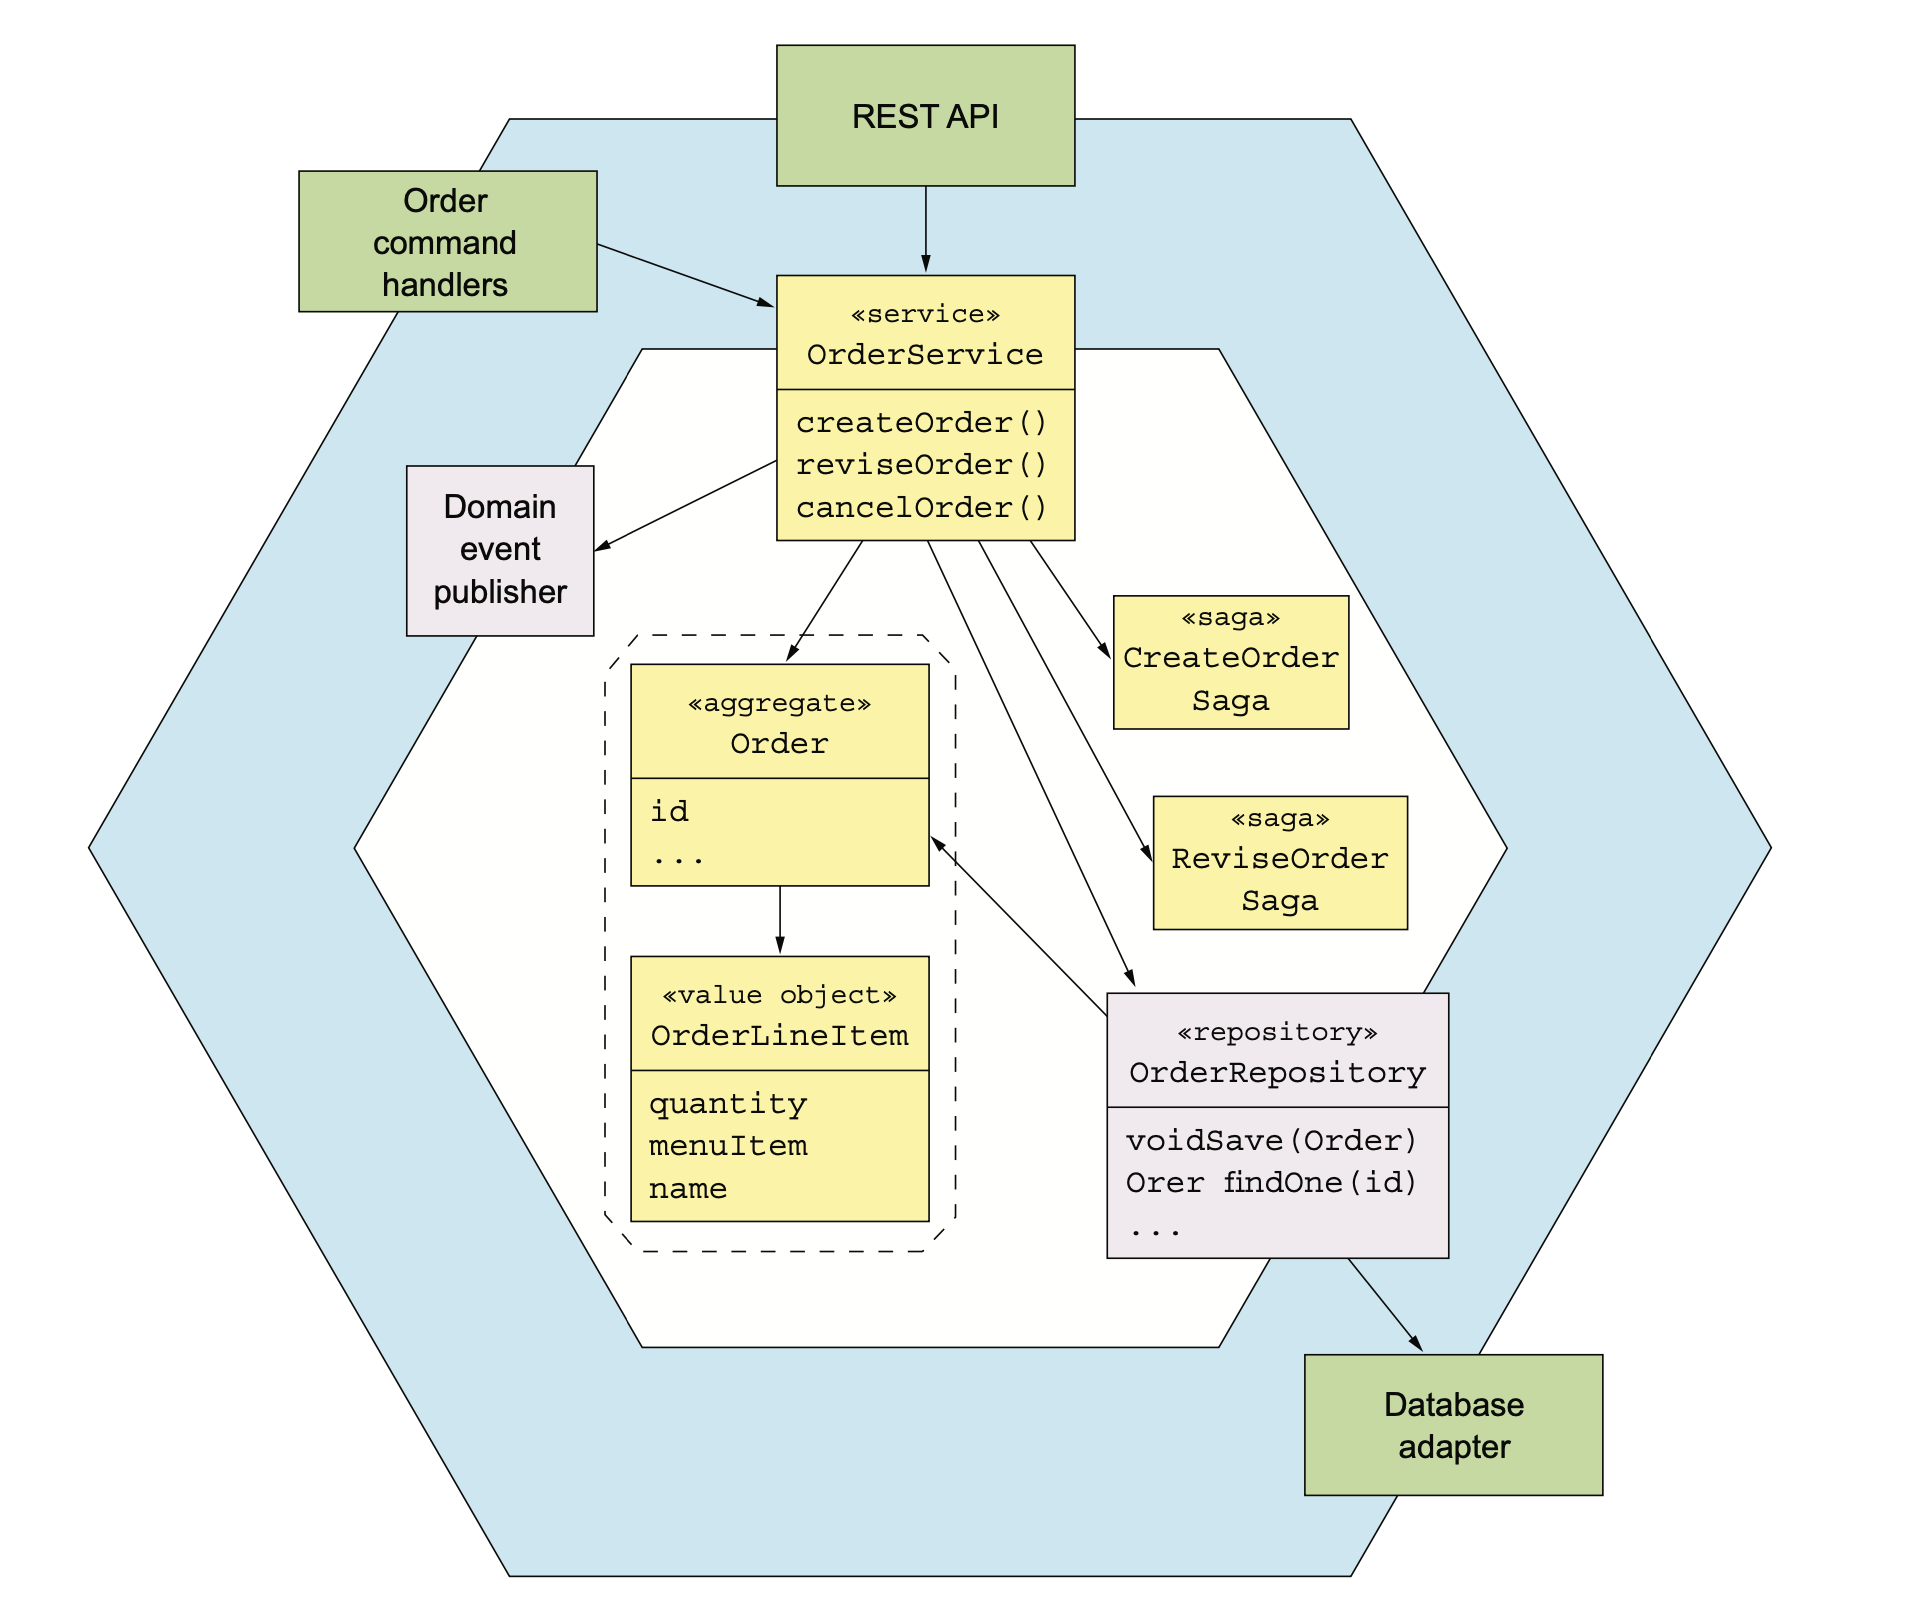 REST API
Order
command
handlers
«service»
OrderService
createOrder()
reviseOrder()
cancelOrder()
Domain
event
publisher
«saga»
CreateOrder
Saga
«aggregate»
Order
id
...
«saga»
ReviseOrder
Saga
«value object»
OrderLineItem
quantity
menuItem
name
«repository»
OrderRepository
voidSave(Order)
Orer findOne(id)
...
Database
adapter